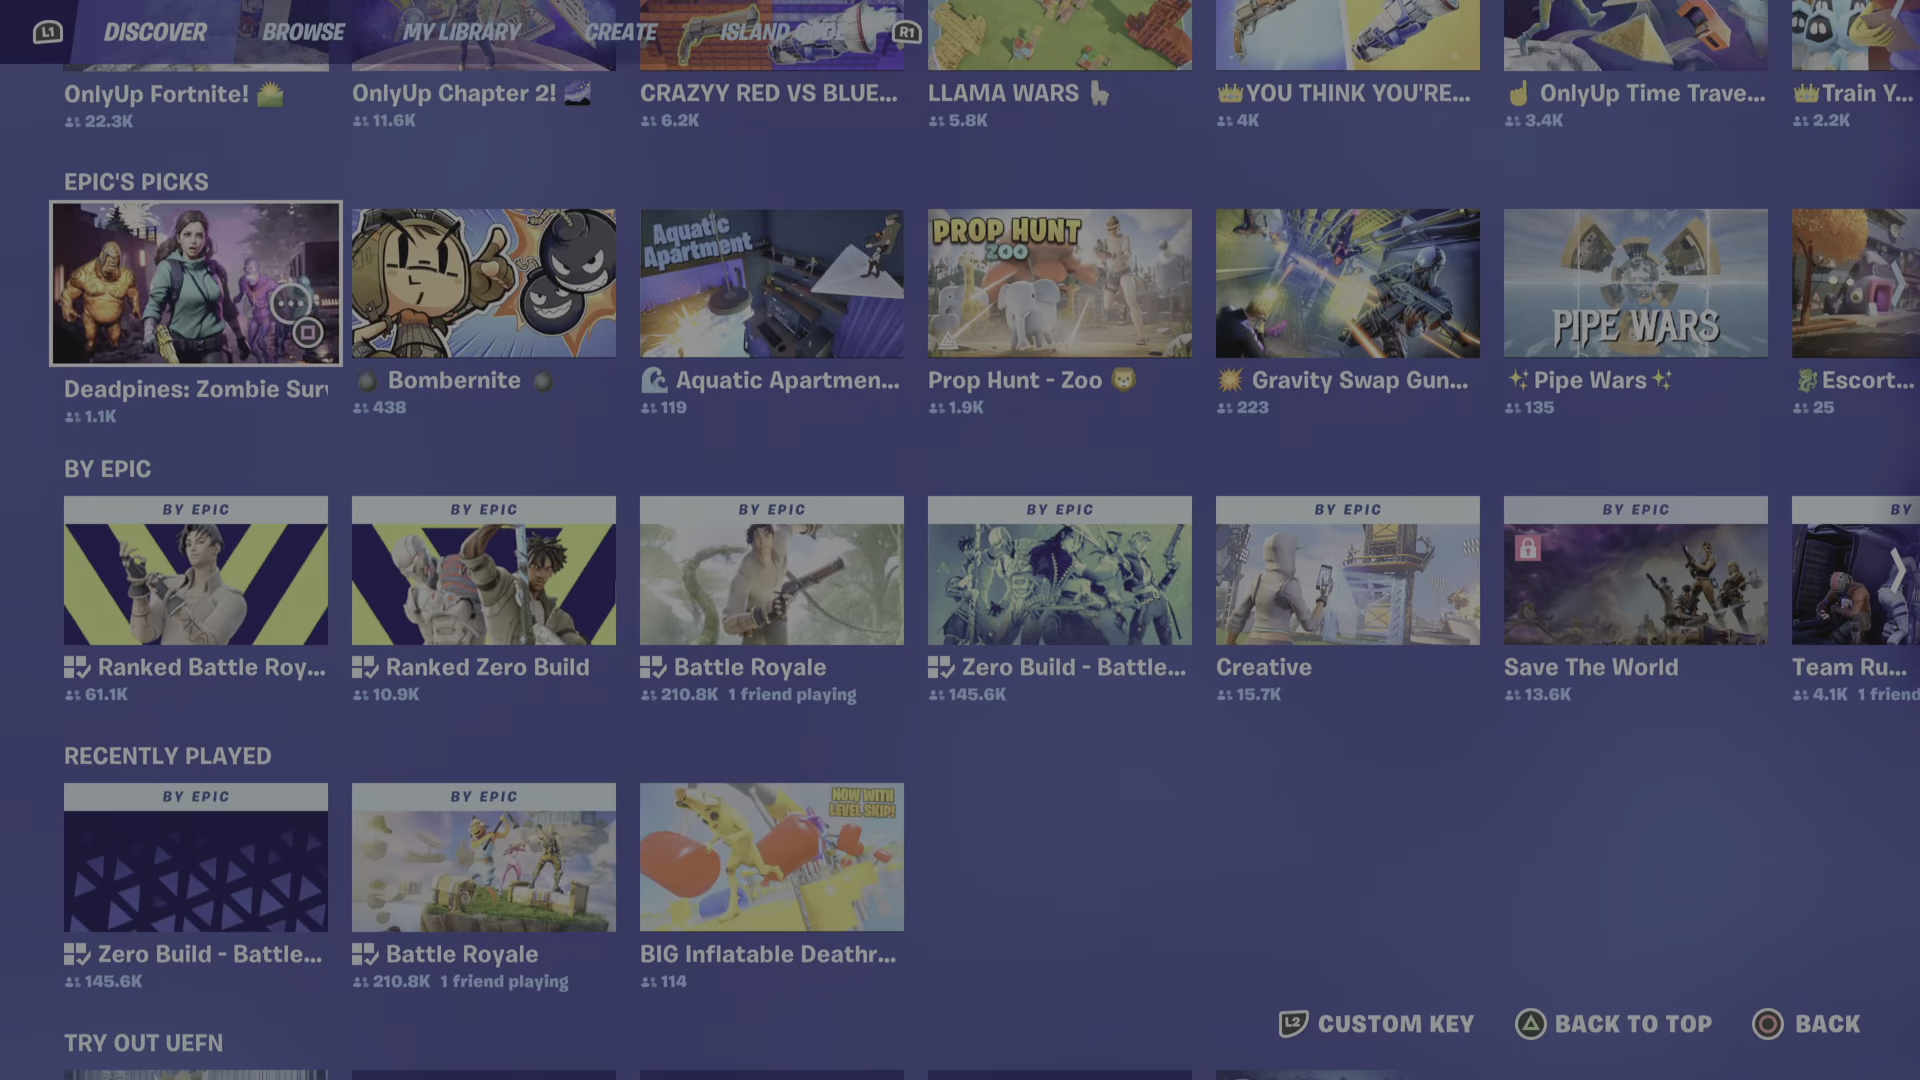 L1 DISCOVER BROWSE MY LIBRARY CREATE ISLAND CODE R1
OnlyUp Fortnite! OnlyUp Chapter 2! CRAZYY RED VS BLUE... LLAMA WARS YOU THINK YOU'RE... OnlyUp Time Trave... Train Y...
22.3K 11.6K 6.2K 5.8K 4K 3.4K 2.2K
EPIC'S PICKS
Aquatic
Apartment
PROP HUNT
ZOO
PIPE WARS
Deadpines: Zombie Surv Bombernite Aquatic Apartmen... Prop Hunt - Zoo Gravity Swap Gun... Pipe Wars Escort...
1.1K 438 119 1.9K 223 135 25
BY EPIC
BY EPIC BY EPIC BY EPIC BY EPIC BY EPIC BY EPIC BY
Ranked Battle Roy... Ranked Zero Build Battle Royale Zero Build - Battle... Creative Save The World Team Ru...
61.1K 10.9K 210.8K 1 friend playing 145.6K 15.7K 13.6K 4.1K 1 friend
RECENTLY PLAYED
BY EPIC BY EPIC
NOW WITH
LEVEL SKIP!
Zero Build - Battle... Battle Royale BIG Inflatable Deathr...
145.6K 210.8K 1 friend playing 114
L2 CUSTOM KEY BACK TO TOP BACK
TRY OUT UEFN